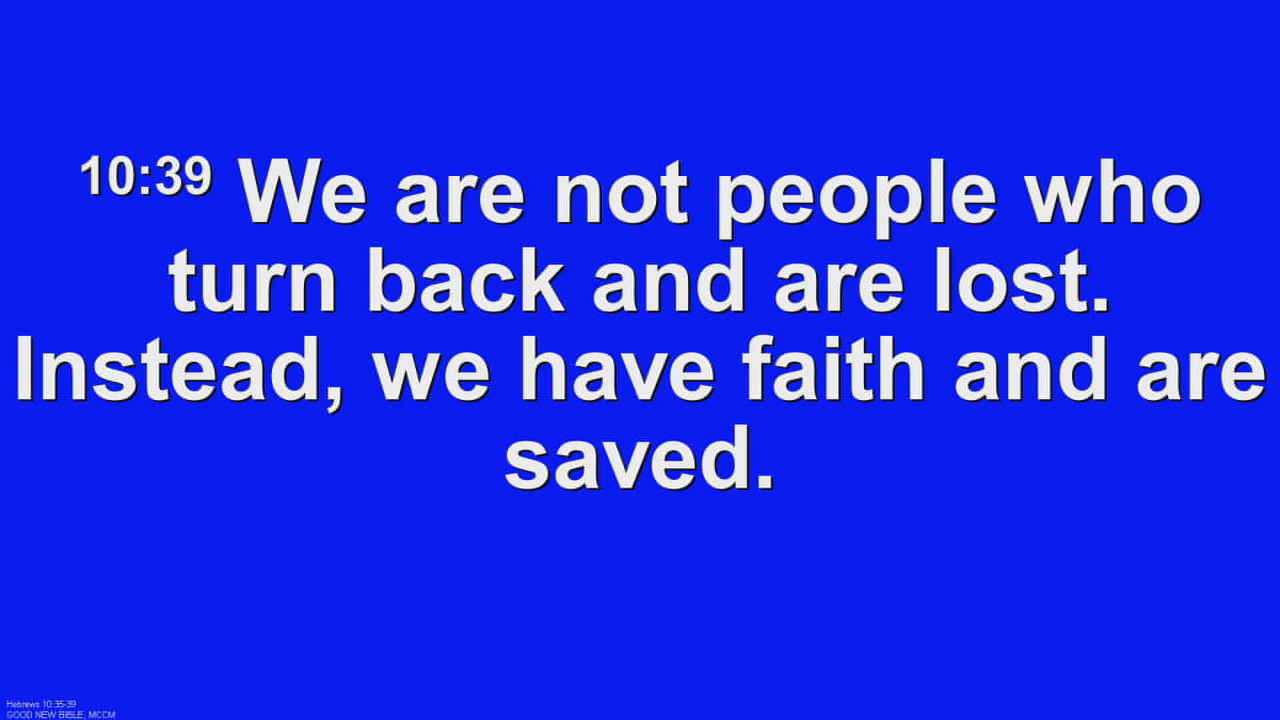 10:39 We are not people who
turn back and are lost.
Instead, we have faith and are
saved.
Hebrews 10:35-39
GOOD NEW BIBLE, MCCM